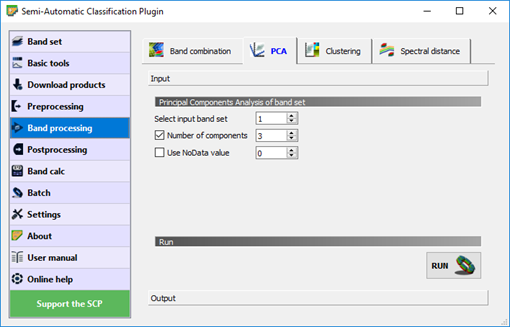 Semi-Automatic Classification Plugin
Band set
Basic tools
Download products
Preprocessing
Band processing
Postprocessing
Band calc
Batch
Settings
About
User manual
Online help
Support the SCP
Band combination PCA Clustering Spectral distance
Input
Principal Components Analysis of band set
Select input band set 1
Number of components 3
Use NoData value 0
Run
RUN
Output